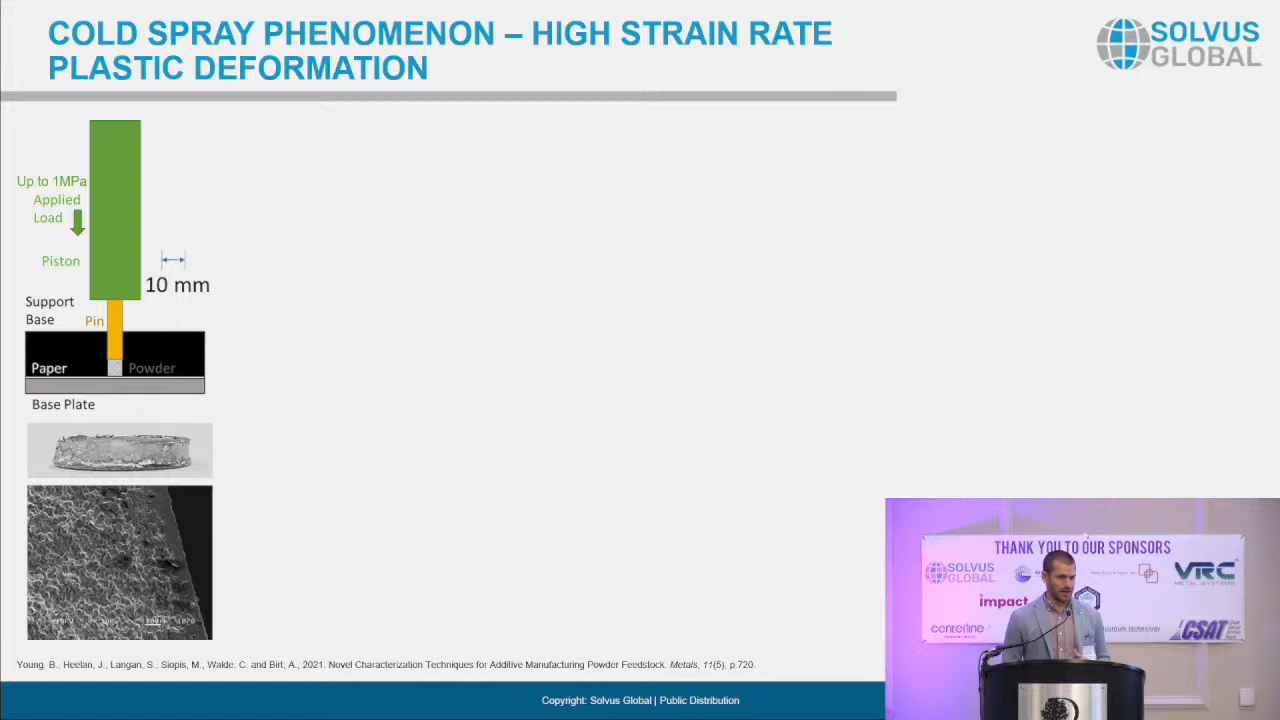 COLD SPRAY PHENOMENON – HIGH STRAIN RATE
PLASTIC DEFORMATION
SOLVUS
GLOBAL
Up to 1MPa
Applied
Load
Piston
10 mm
Support
Base
Pin
Paper
Powder
Base Plate
Young, B., Heelan, J., Langan, S., Siopis, M., Walde, C. and Birt, A., 2021. Novel Characterization Techniques for Additive Manufacturing Powder Feedstock. Metals, 11(5), p.720.
Copyright: Solvus Global | Public Distribution
THANK YOU TO OUR SPONSORS
SOLVUS
GLOBAL
VRC
METAL SYSTEMS
impact
centerline
quantum technology
CSAT